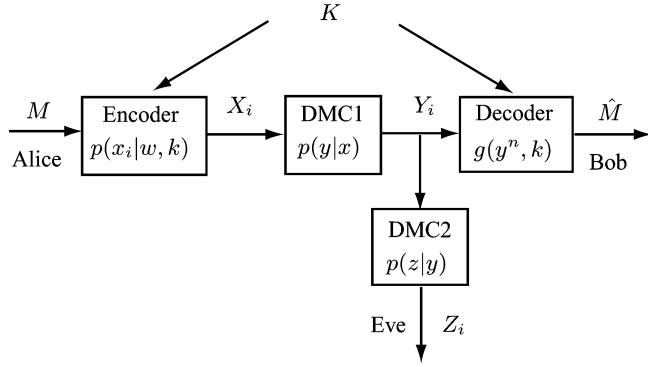 K
M
Alice
Encoder
p(x_i|w, k)
X_i
DMC1
p(y|x)
Y_i
Decoder
g(y^n, k)
M̂
Bob
DMC2
p(z|y)
Eve
Z_i